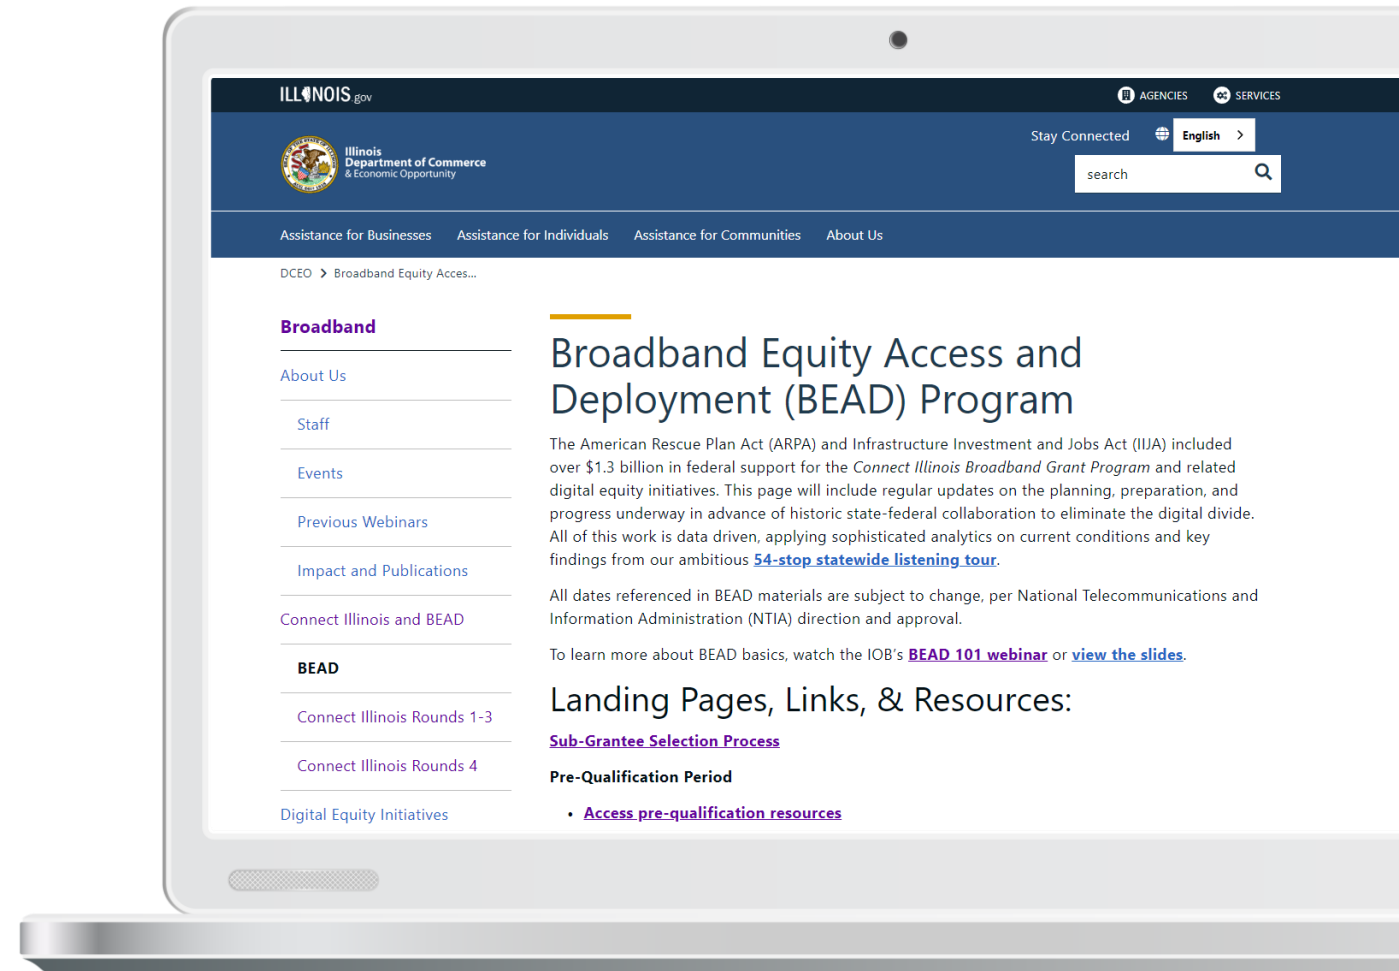 ILLINOIS.gov
AGENCIES
SERVICES
Illinois
Department of Commerce
& Economic Opportunity
Stay Connected
English
search
Assistance for Businesses
Assistance for Individuals
Assistance for Communities
About Us
DCEO > Broadband Equity Acces...
Broadband
About Us
Staff
Events
Previous Webinars
Impact and Publications
Connect Illinois and BEAD
BEAD
Connect Illinois Rounds 1-3
Connect Illinois Rounds 4
Digital Equity Initiatives
Broadband Equity Access and
Deployment (BEAD) Program
The American Rescue Plan Act (ARPA) and Infrastructure Investment and Jobs Act (IIJA) included
over $1.3 billion in federal support for the Connect Illinois Broadband Grant Program and related
digital equity initiatives. This page will include regular updates on the planning, preparation, and
progress underway in advance of historic state-federal collaboration to eliminate the digital divide.
All of this work is data driven, applying sophisticated analytics on current conditions and key
findings from our ambitious 54-stop statewide listening tour.
All dates referenced in BEAD materials are subject to change, per National Telecommunications and
Information Administration (NTIA) direction and approval.
To learn more about BEAD basics, watch the IOB's BEAD 101 webinar or view the slides.
Landing Pages, Links, & Resources:
Sub-Grantee Selection Process
Pre-Qualification Period
• Access pre-qualification resources